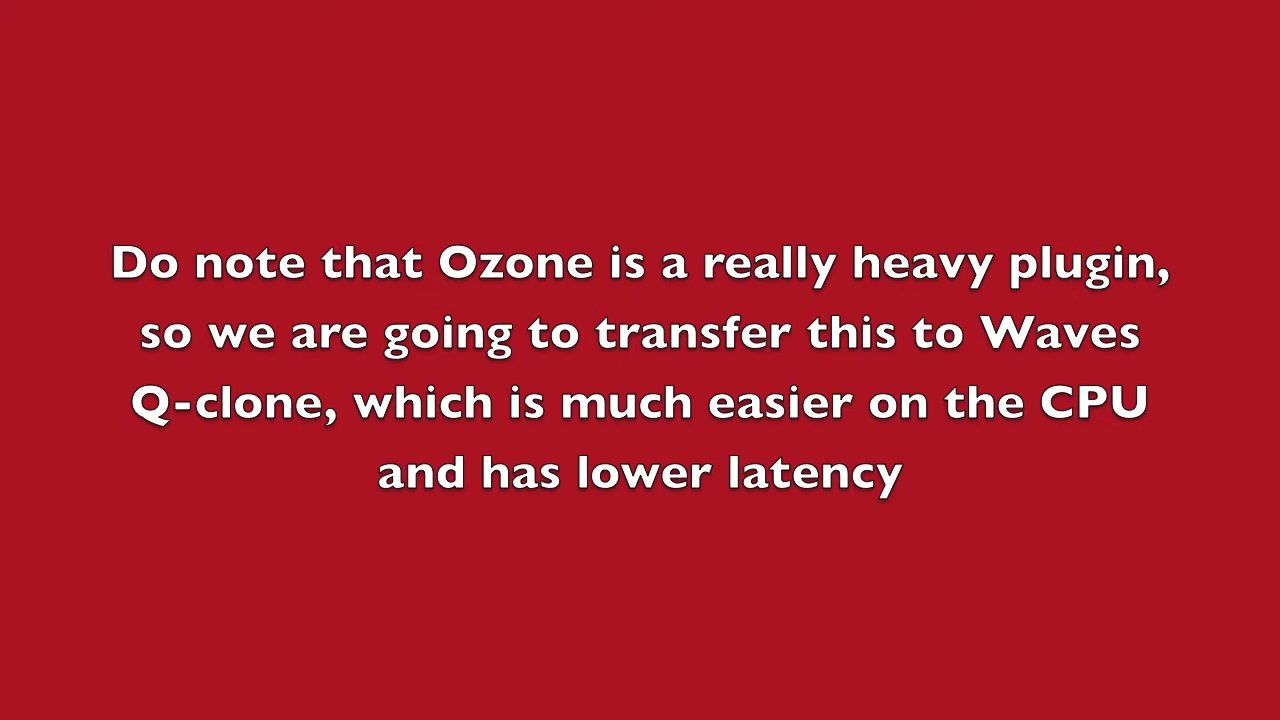 Do note that Ozone is a really heavy plugin,
so we are going to transfer this to Waves
Q-clone, which is much easier on the CPU
and has lower latency